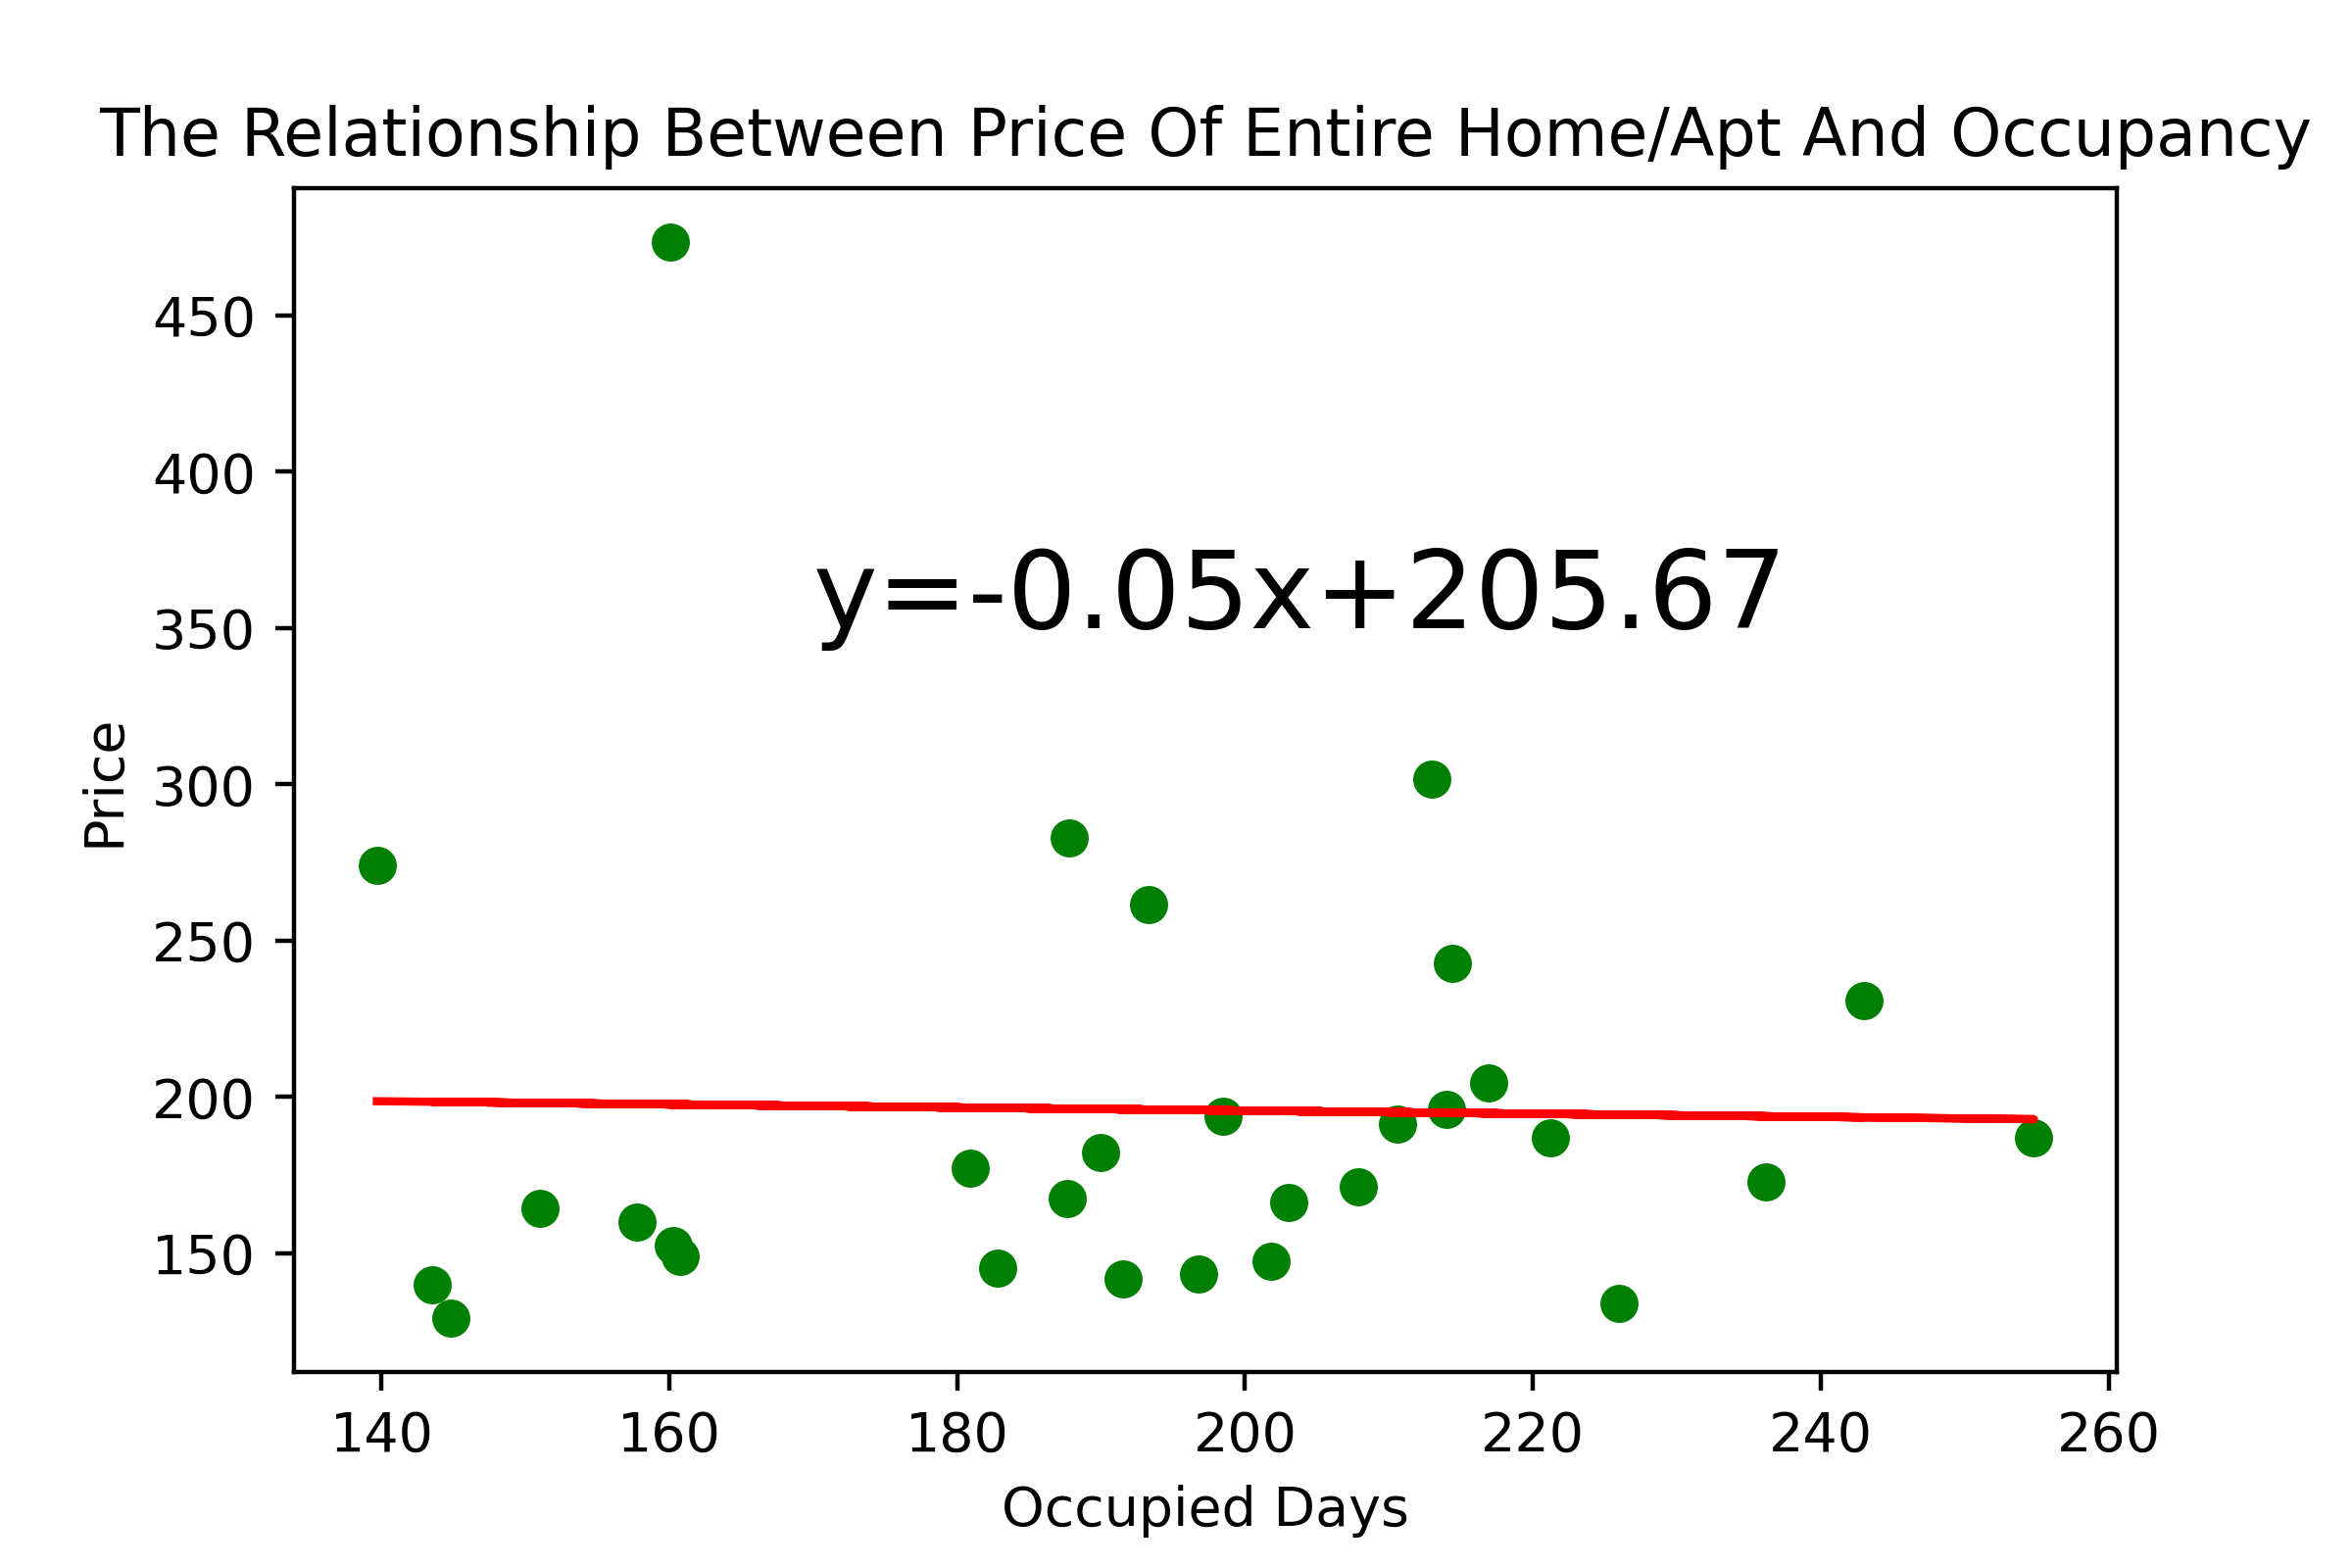 The Relationship Between Price Of Entire Home/Apt And Occupancy
450
400
350
300
250
200
150
Price
y=-0.05x+205.67
140 160 180 200 220 240 260
Occupied Days